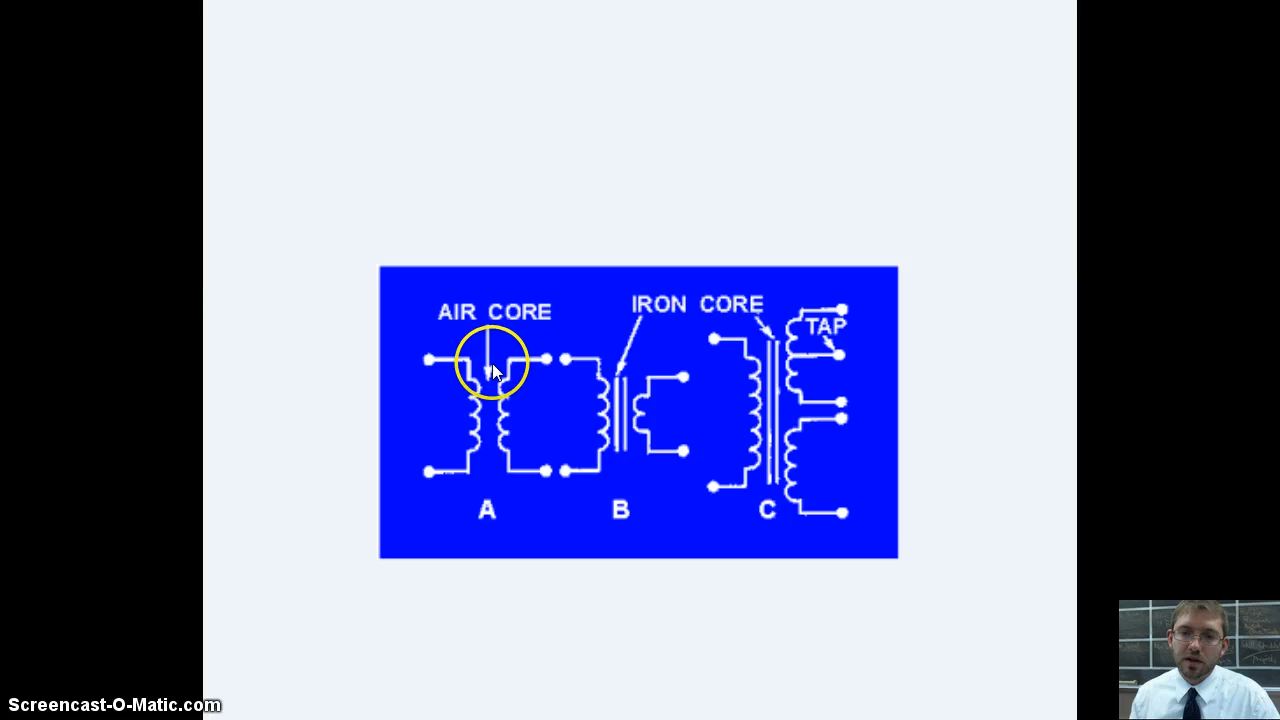 AIR CORE
IRON CORE
TAP
A
B
C
Screencast-O-Matic.com